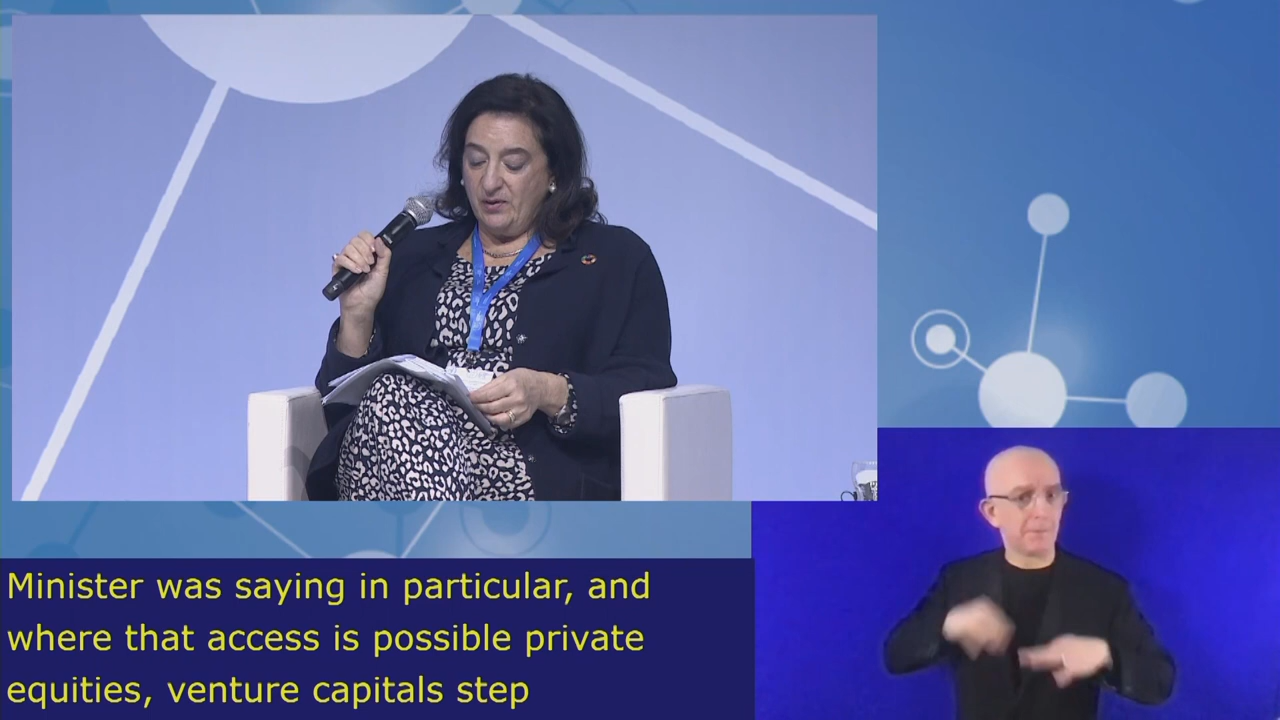 Minister was saying in particular, and
where that access is possible private
equities, venture capitals step